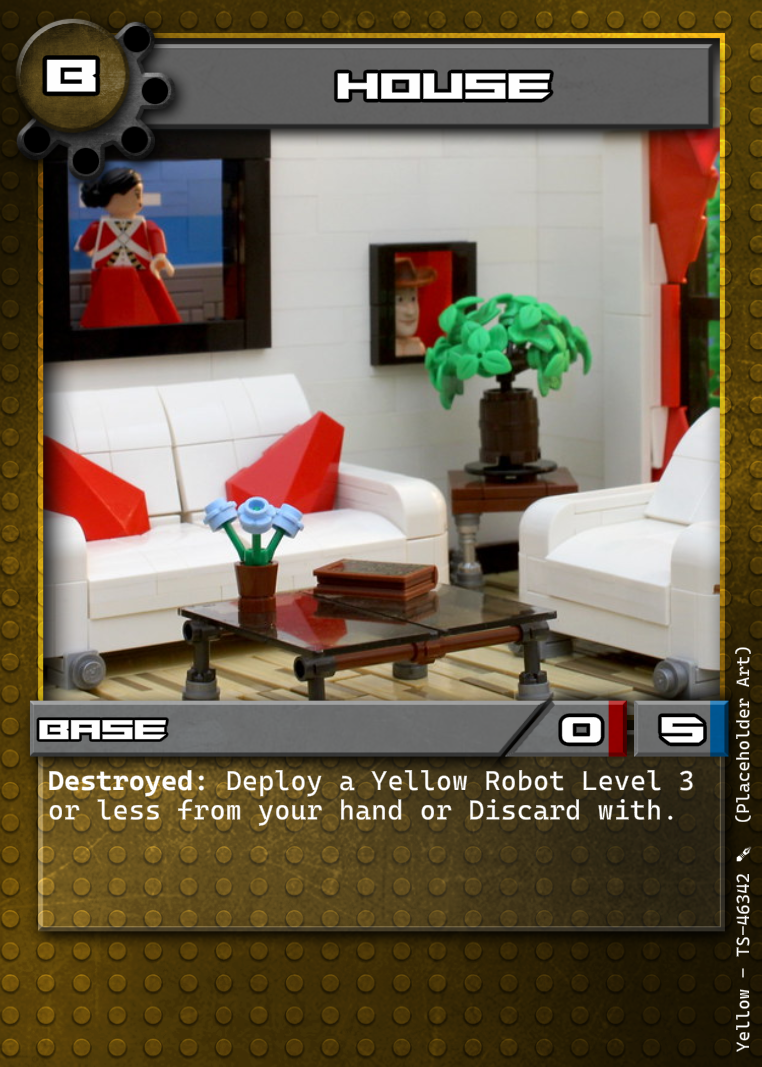 B
HOUSE
BASE
0
5
Destroyed: Deploy a Yellow Robot Level 3
or less from your hand or Discard with.
Yellow - TS-46342 (Placeholder Art)